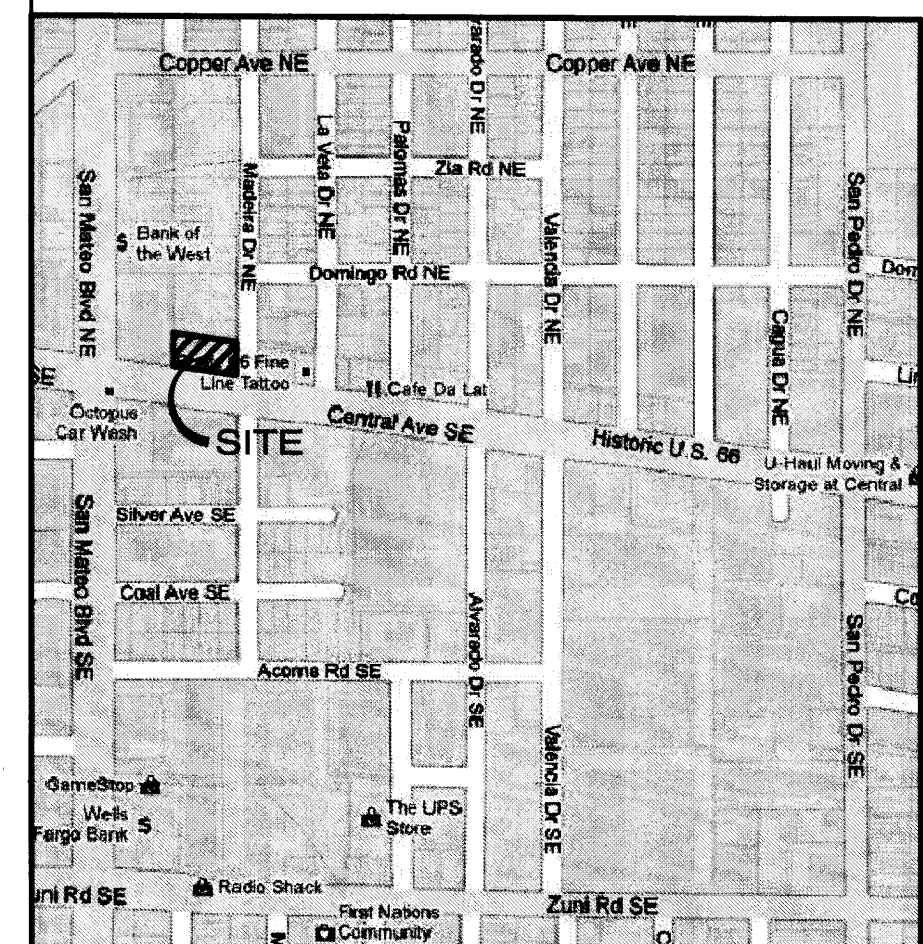 Copper Ave NE
Copper Ave NE
La Veta Dr NE
Palomas Dr NE
Zia Rd NE
San Mateo Blvd NE
Madeira Dr NE
San Pedro Dr NE
Bank of
the West
Valencia Dr NE
Domingo Rd NE
Cagua Dr NE
6 Fine
Line Tattoo
Cafe Da Lat
SE
Octopus
Car Wash
SITE
Central Ave SE
Historic U.S. 66
U-Haul Moving &
Storage at Central
San Mateo Blvd SE
Silver Ave SE
Coal Ave SE
Alvarado Dr SE
San Pedro Dr SE
Acoma Rd SE
Valencia Dr SE
GameStop
Wells
Fargo Bank
The UPS
Store
Radio Shack
uni Rd SE
Zuni Rd SE
First Nations
Community